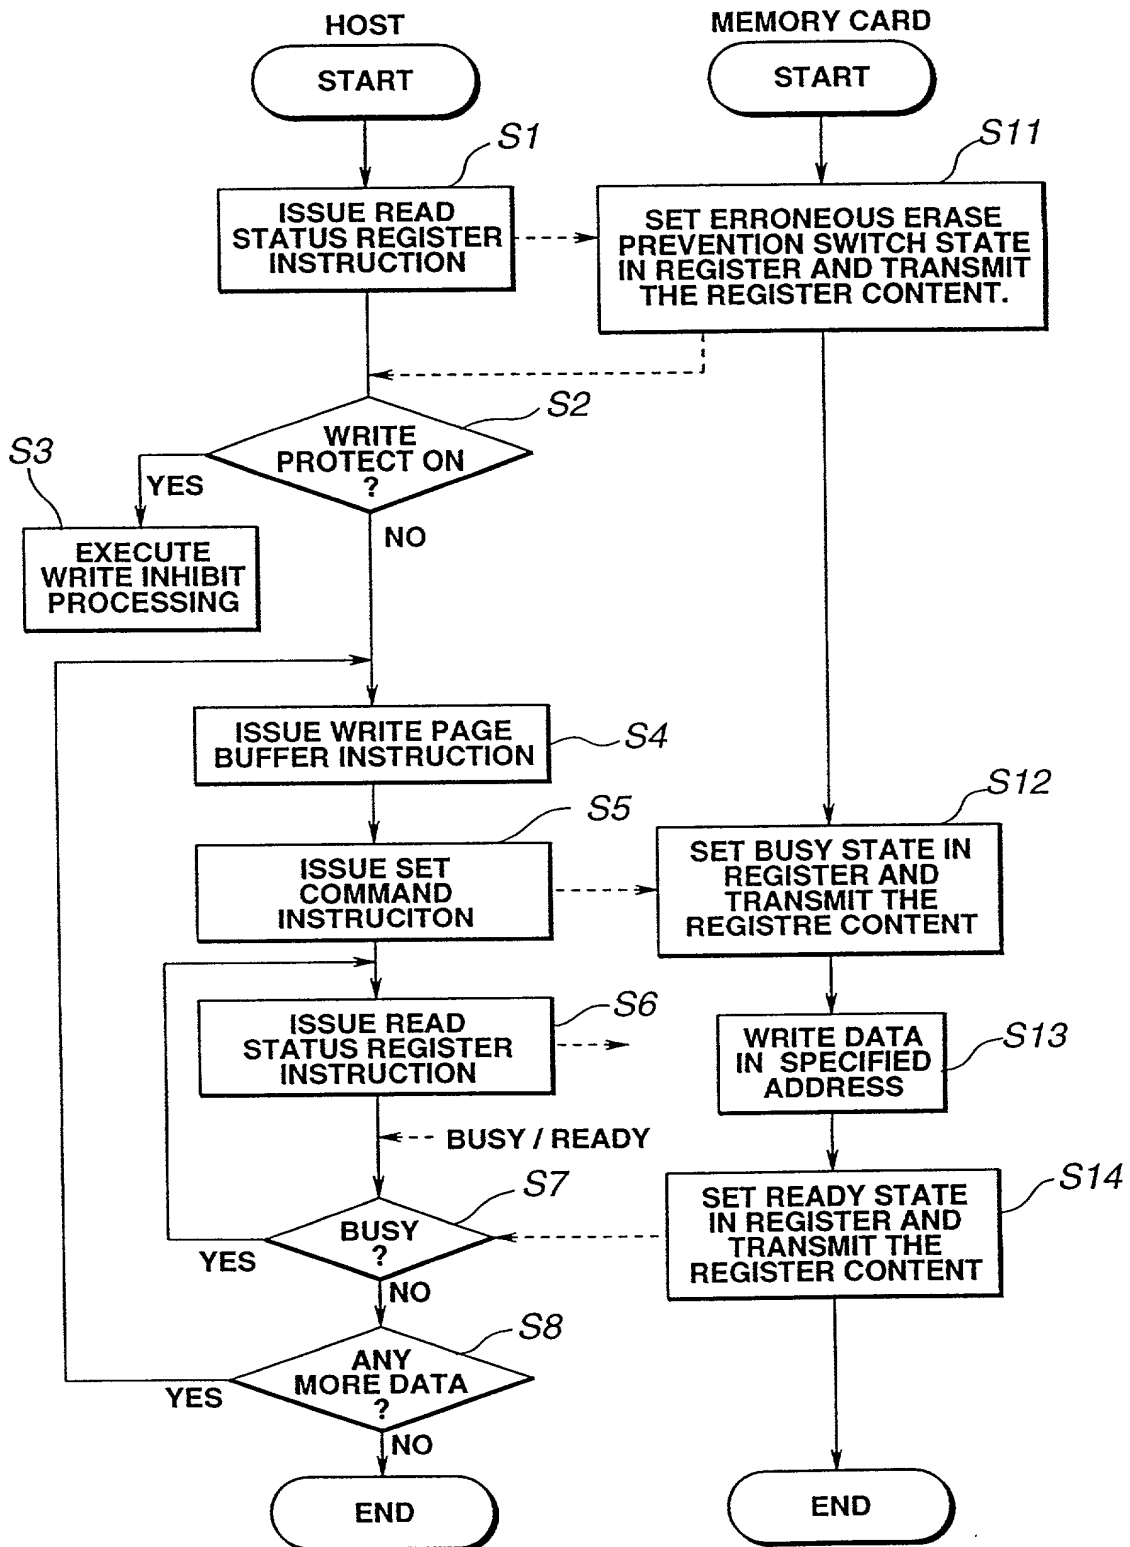 HOST
MEMORY CARD
START
START
S1
S11
ISSUE READ
STATUS REGISTER
INSTRUCTION
SET ERRONEOUS ERASE
PREVENTION SWITCH STATE
IN REGISTER AND TRANSMIT
THE REGISTER CONTENT.
S2
WRITE
PROTECT ON
?
S3
YES
NO
EXECUTE
WRITE INHIBIT
PROCESSING
ISSUE WRITE PAGE
BUFFER INSTRUCTION
S4
S5
S12
ISSUE SET
COMMAND
INSTRUCITON
SET BUSY STATE IN
REGISTER AND
TRANSMIT THE
REGISTRE CONTENT
S6
ISSUE READ
STATUS REGISTER
INSTRUCTION
WRITE DATA
IN SPECIFIED
ADDRESS
S13
BUSY / READY
S7
BUSY
?
YES
NO
SET READY STATE
IN REGISTER AND
TRANSMIT THE
REGISTER CONTENT
S14
S8
ANY
MORE DATA
?
YES
NO
END
END